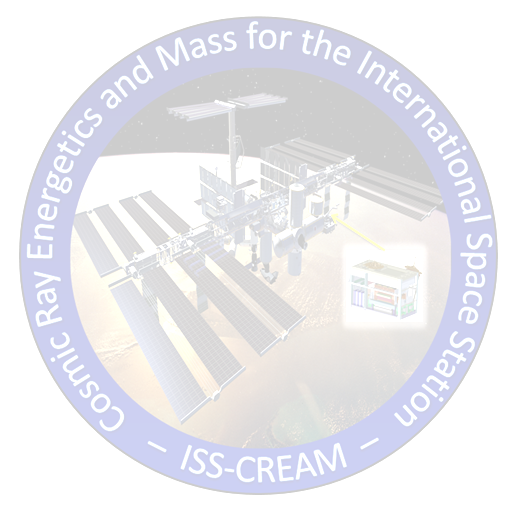 Cosmic Ray Energetics and Mass for the International Space Station
– ISS-CREAM –